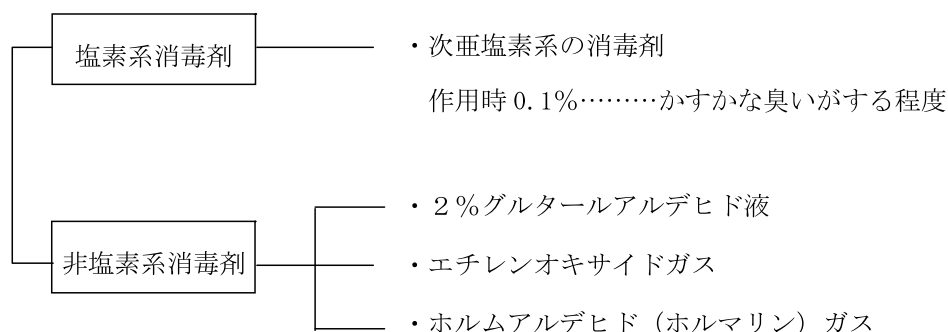 塩素系消毒剤
・次亜塩素系の消毒剤
作用時 0.1%………かすかな臭いがする程度
非塩素系消毒剤
・２％グルタールアルデヒド液
・エチレンオキサイドガス
・ホルムアルデヒド（ホルマリン）ガス